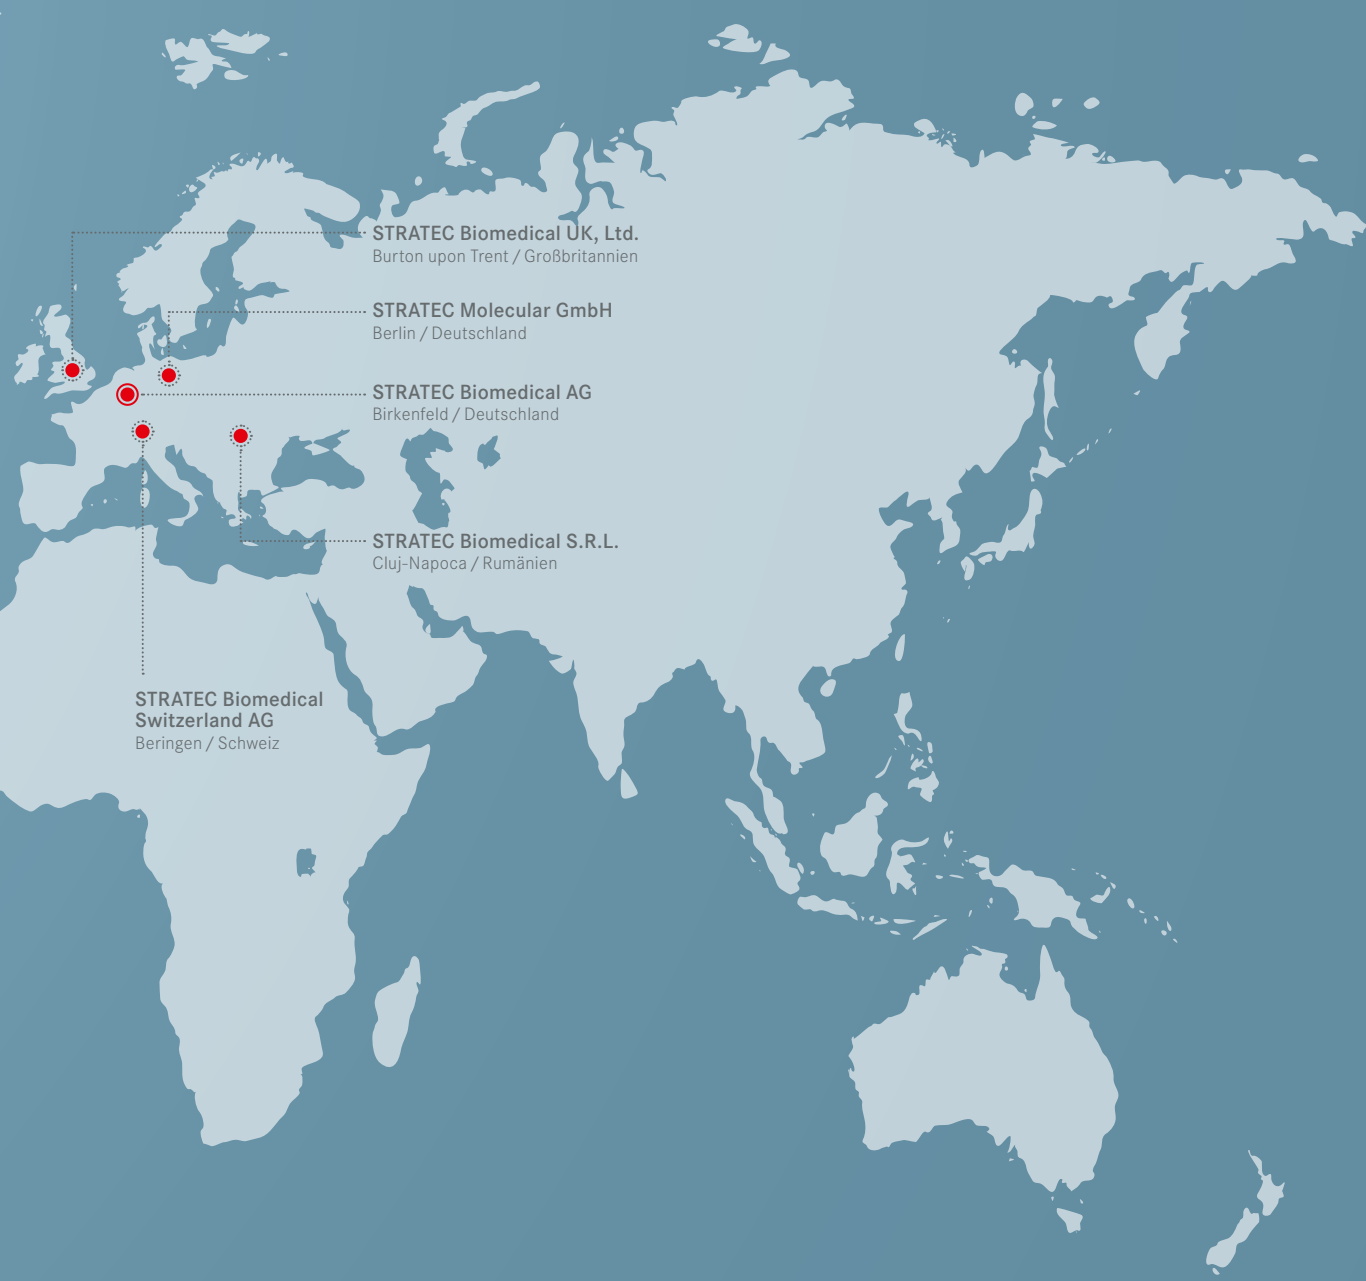 STRATEC Biomedical UK, Ltd.
Burton upon Trent / Großbritannien
STRATEC Molecular GmbH
Berlin / Deutschland
STRATEC Biomedical AG
Birkenfeld / Deutschland
STRATEC Biomedical S.R.L.
Cluj-Napoca / Rumänien
STRATEC Biomedical
Switzerland AG
Beringen / Schweiz